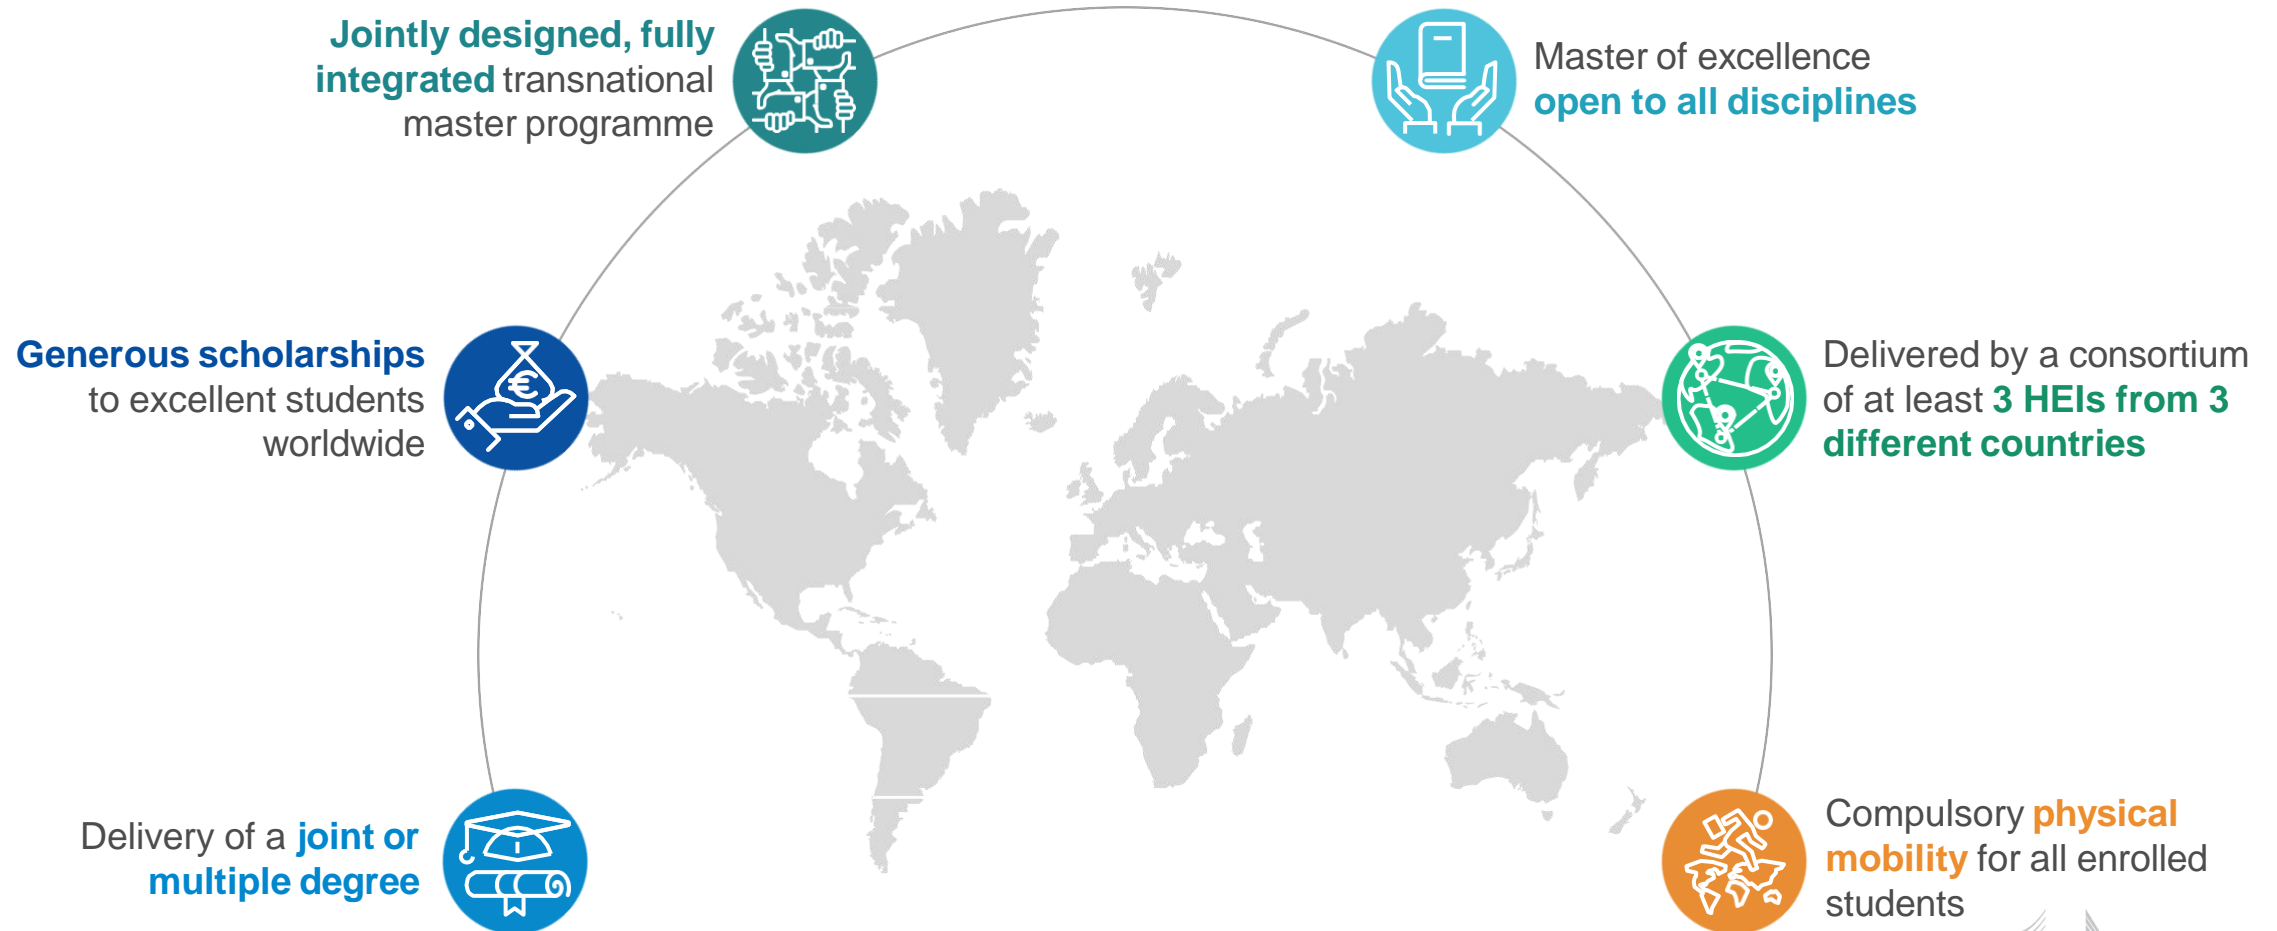 Jointly designed, fully
integrated transnational
master programme
Master of excellence
open to all disciplines
Generous scholarships
to excellent students
worldwide
€
Delivered by a consortium
of at least 3 HEIs from 3
different countries
Delivery of a joint or
multiple degree
Compulsory physical
mobility for all enrolled
students